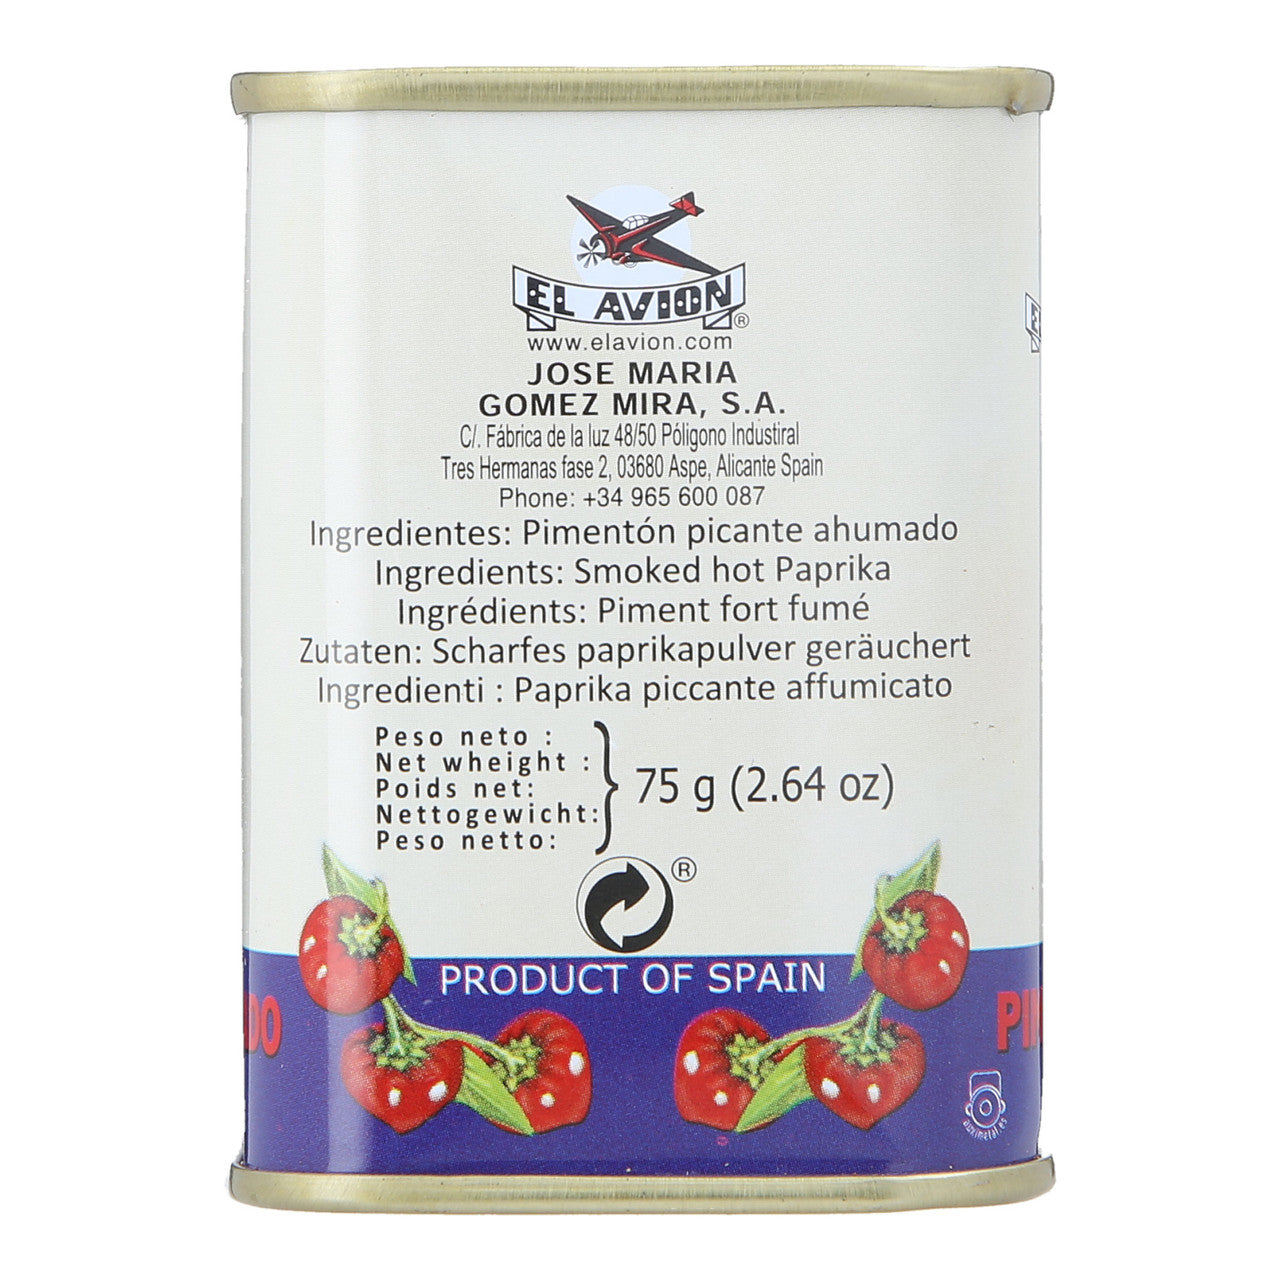 EL AVION ®
www.elavion.com
JOSE MARIA
GOMEZ MIRA, S.A.
C/. Fábrica de la luz 48/50 Póligono Industiral
Tres Hermanas fase 2, 03680 Aspe, Alicante Spain
Phone: +34 965 600 087
Ingredientes: Pimentón picante ahumado
Ingredients: Smoked hot Paprika
Ingrédients: Piment fort fumé
Zutaten: Scharfes paprikapulver geräuchert
Ingredienti : Paprika piccante affumicato
Peso neto :
Net wheight :
Poids net:
Nettogewicht:
Peso netto:
75 g (2.64 oz)
®
PRODUCT OF SPAIN